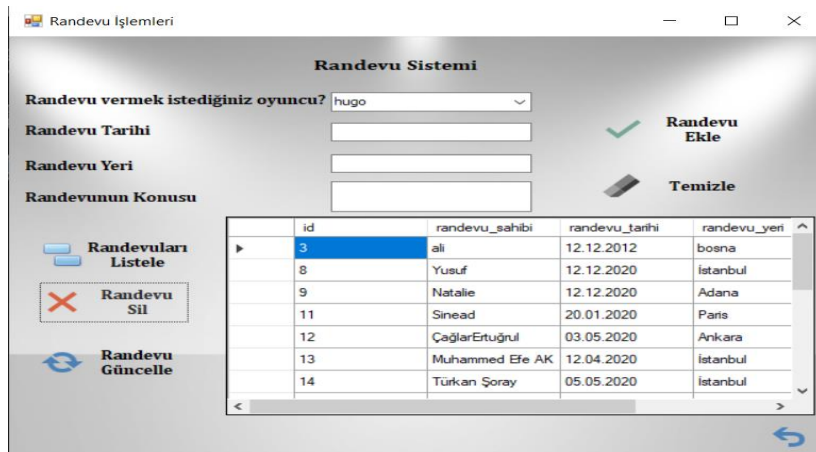 Randevu İşlemleri
Randevu Sistemi
Randevu vermek istediğiniz oyuncu? hugo
Randevu Tarihi
Randevu Yeri
Randevunun Konusu
Randevu
Ekle
Temizle
Randevuları
Listele
Randevu
Sil
Randevu
Güncelle
id randevu_sahibi randevu_tarihi randevu_yeri
3 ali 12.12.2012 bosna
8 Yusuf 12.12.2020 İstanbul
9 Natalie 12.12.2020 Adana
11 Sinead 20.01.2020 Paris
12 ÇağlarErtuğrul 03.05.2020 Ankara
13 Muhammed Efe AK 12.04.2020 İstanbul
14 Türkan Şoray 05.05.2020 İstanbul